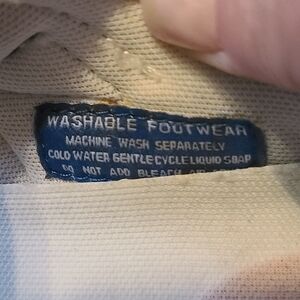 WASHABLE FOOTWEAR
MACHINE WASH SEPARATELY
COLD WATER GENTLE CYCLE LIQUID SOAP
DO NOT ADD BLEACH